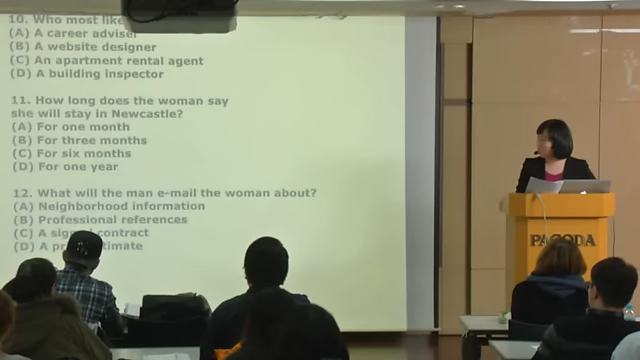 10. Who most like
(A) A career adviser
(B) A website designer
(C) An apartment rental agent
(D) A building inspector
11. How long does the woman say
she will stay in Newcastle?
(A) For one month
(B) For three months
(C) For six months
(D) For one year
12. What will the man e-mail the woman about?
(A) Neighborhood information
(B) Professional references
(C) A signed contract
(D) A pr timate
PAGODA